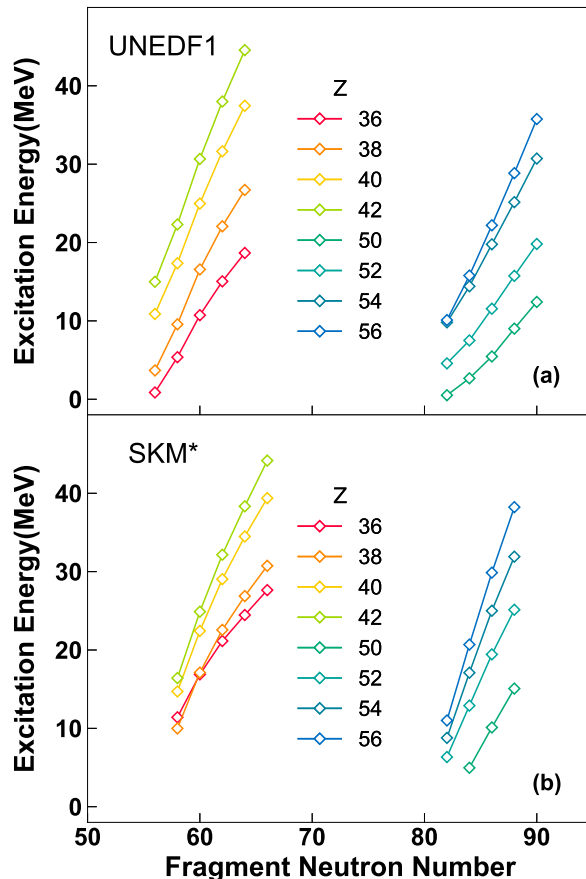 UNEDF1
Excitation Energy(MeV)
40
30
20
10
0
Z
36
38
40
42
50
52
54
56
(a)
SKM*
Excitation Energy(MeV)
40
30
20
10
0
Z
36
38
40
42
50
52
54
56
(b)
50 60 70 80 90
Fragment Neutron Number